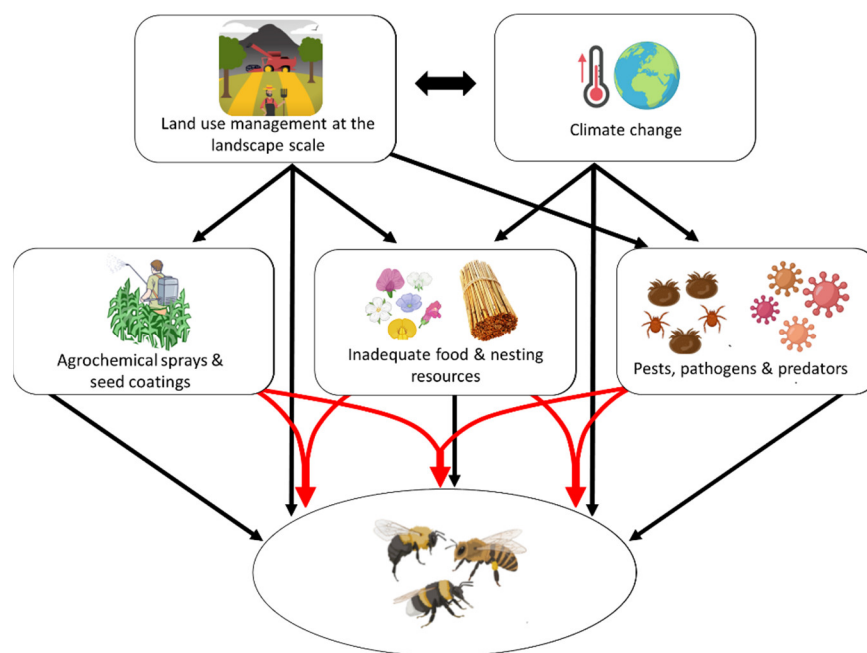 Land use management at the
landscape scale
Climate change
Agrochemical sprays &
seed coatings
Inadequate food & nesting
resources
Pests, pathogens & predators